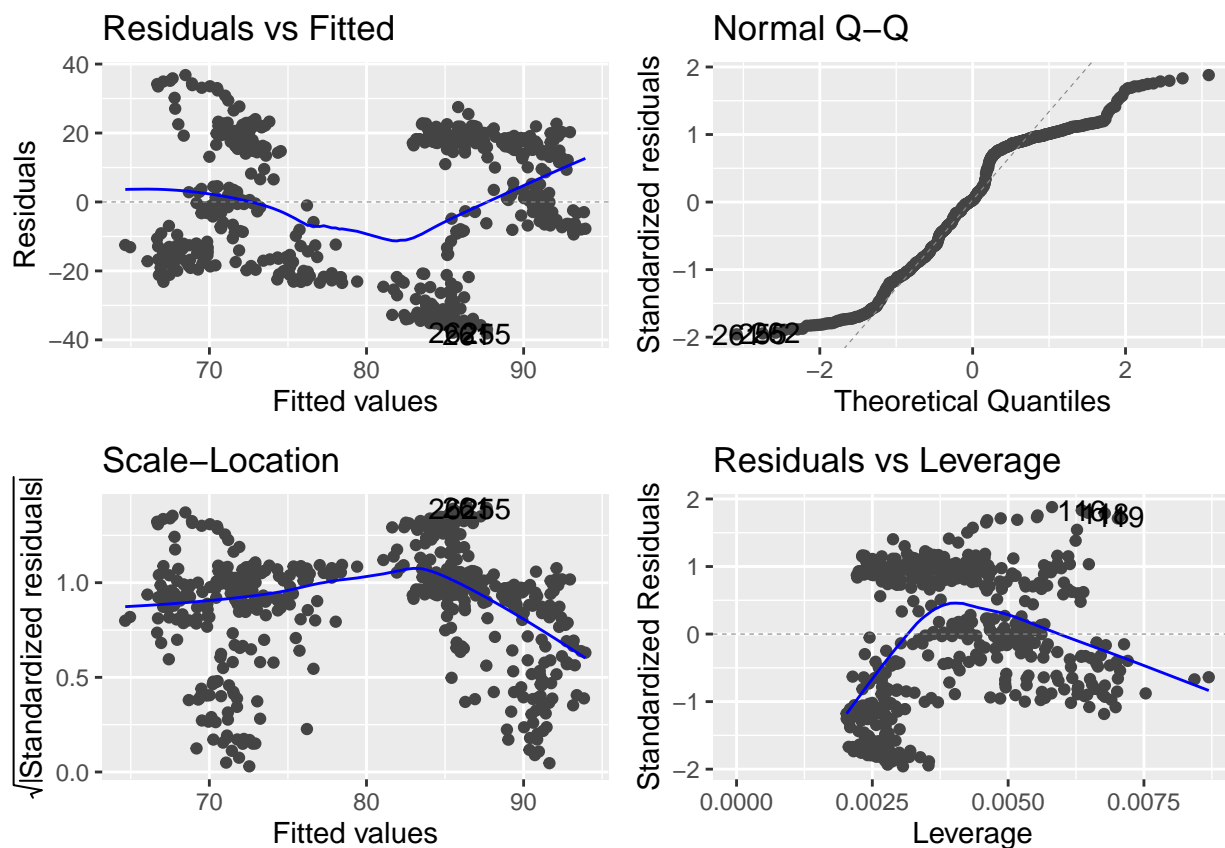 Residuals vs Fitted
Residuals
40
20
0
−20
−40
70
80
90
Fitted values
Normal Q−Q
Standardized residuals
2
1
0
−1
−2
−2
0
2
Theoretical Quantiles
Scale−Location
√|Standardized residuals|
1.0
0.5
0.0
70
80
90
Fitted values
Residuals vs Leverage
Standardized Residuals
2
1
0
−1
−2
116
0.0000
0.0025
0.0050
0.0075
Leverage